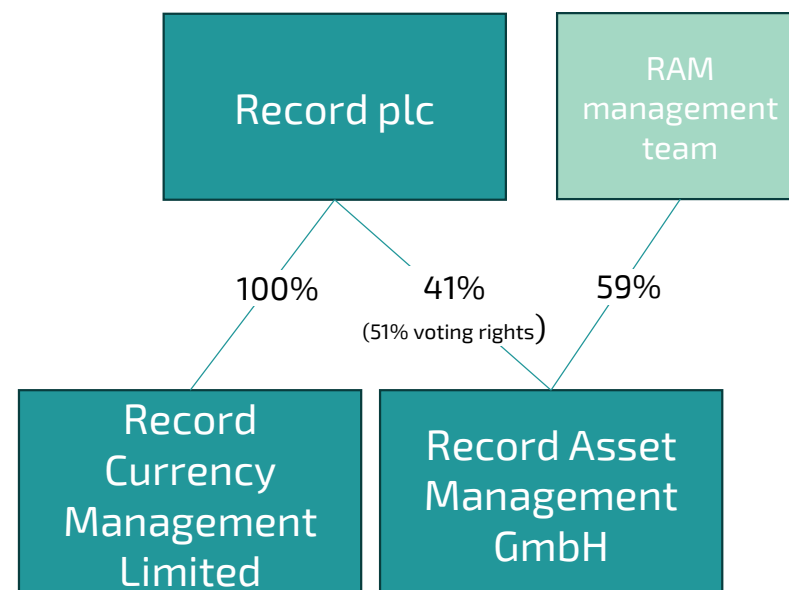 Record plc
RAM
management
team
100%
41%
59%
(51% voting rights)
Record
Currency
Management
Limited
Record Asset
Management
GmbH